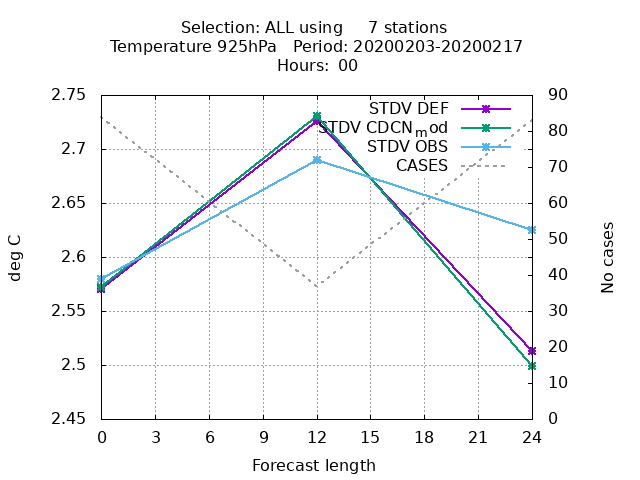 Selection: ALL using 7 stations
Temperature 925hPa Period: 20200203-20200217
Hours: 00
2.75
2.7
2.65
2.6
2.55
2.5
2.45
deg C
STDV DEF
STDV CDCN_mod
STDV OBS
CASES
90
80
70
60
50
40
30
20
10
0
No cases
0 3 6 9 12 15 18 21 24
Forecast length